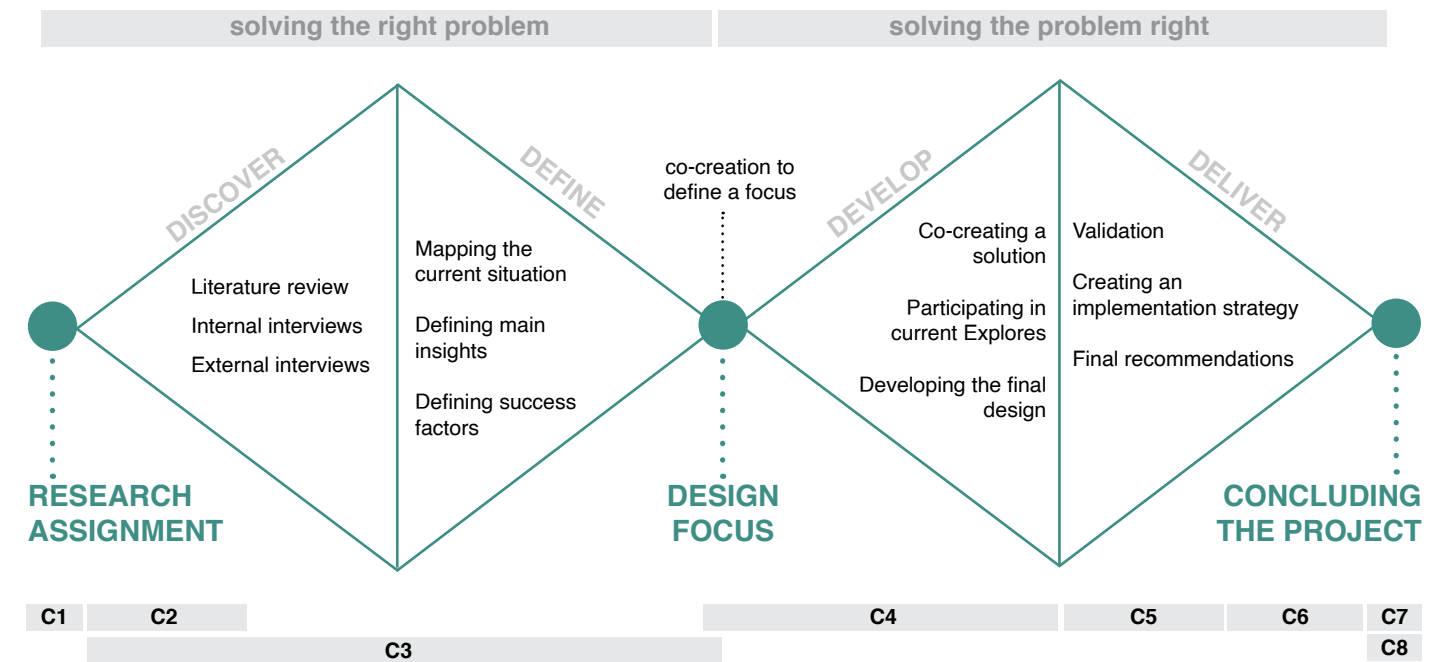 solving the right problem
solving the problem right
DISCOVER
DEFINE
co-creation to
define a focus
DEVELOP
DELIVER
Literature review
Internal interviews
External interviews
Mapping the
current situation
Defining main
insights
Defining success
factors
Co-creating a
solution
Participating in
current Explores
Developing the final
design
Validation
Creating an
implementation strategy
Final recommendations
RESEARCH
ASSIGNMENT
DESIGN
FOCUS
CONCLUDING
THE PROJECT
C1
C2
C4
C5
C6
C7
C3
C8